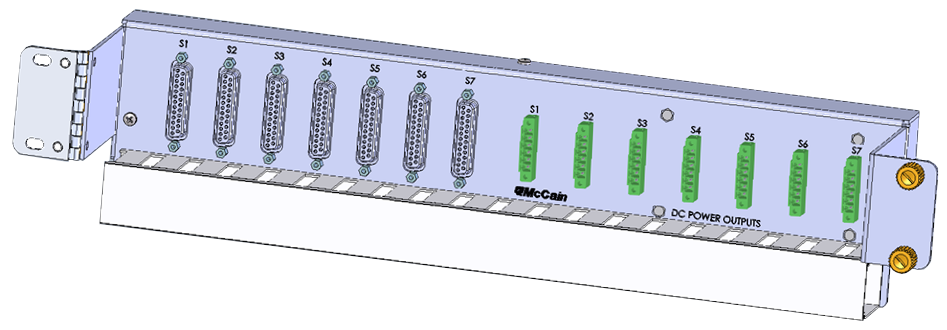 S1 S2 S3 S4 S5 S6 S7
S1 S2 S3 S4 S5 S6 S7
McCain
DC POWER OUTPUTS